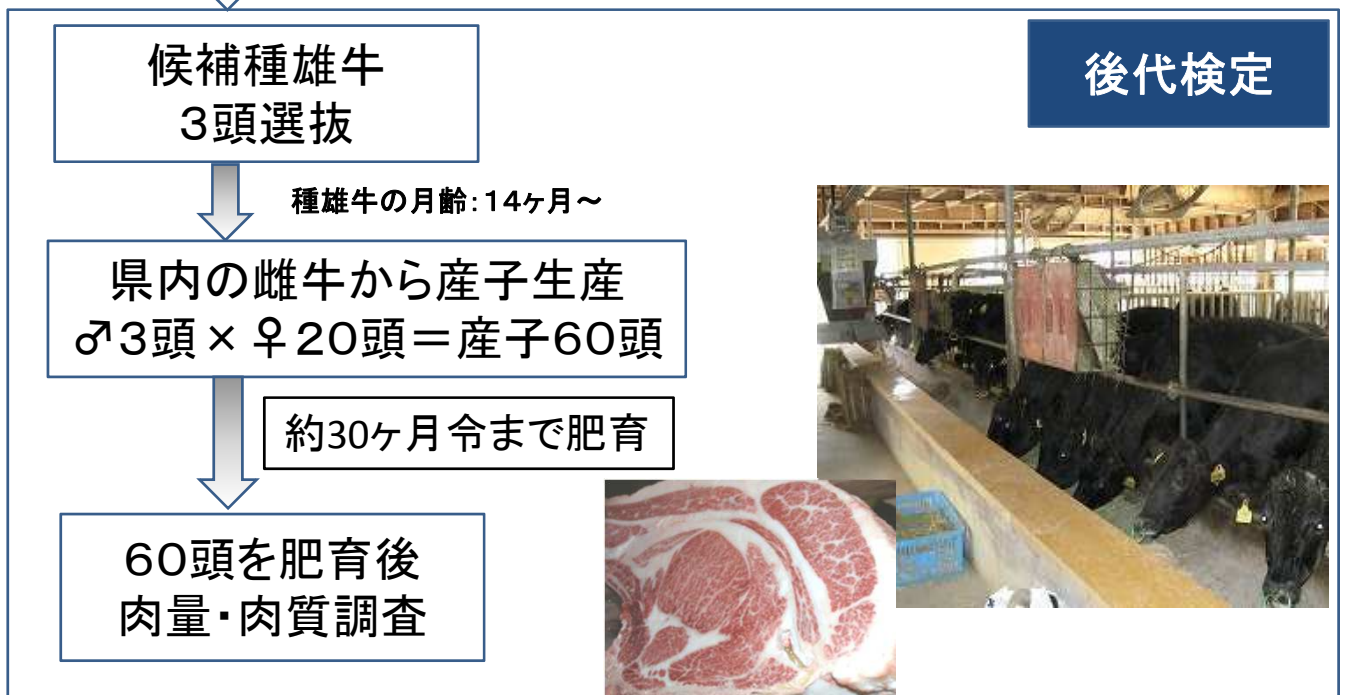 候補種雄牛
３頭選抜
後代検定
種雄牛の月齢：１４ヶ月～
県内の雌牛から産子生産
♂３頭×♀２０頭＝産子６０頭
約30ヶ月令まで肥育
６０頭を肥育後
肉量・肉質調査